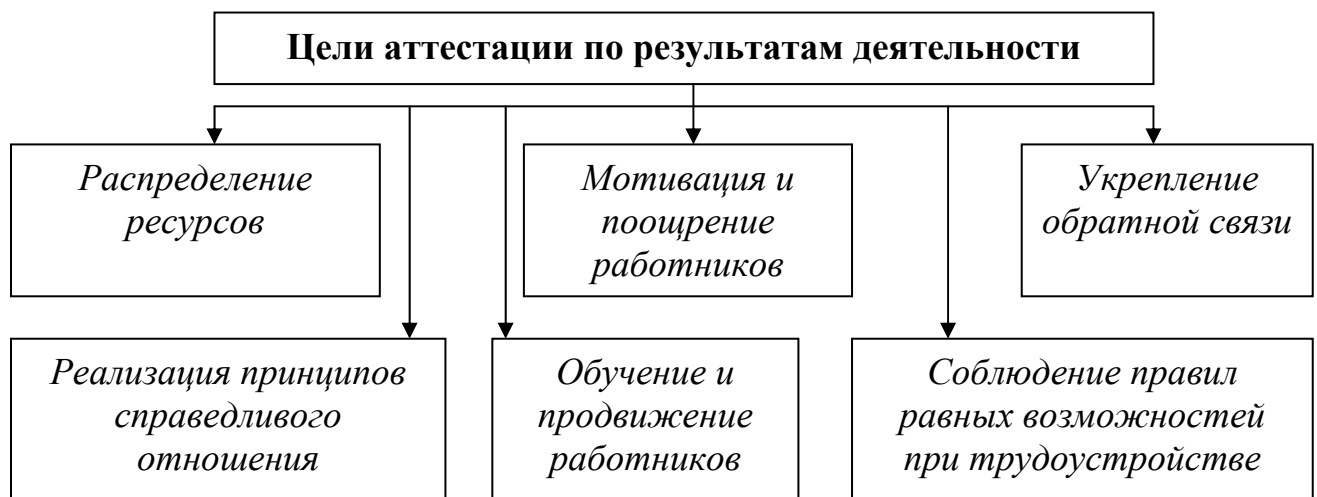 Цели аттестации по результатам деятельности
Распределение
ресурсов
Мотивация и
поощрение
работников
Укрепление
обратной связи
Реализация принципов
справедливого
отношения
Обучение и
продвижение
работников
Соблюдение правил
равных возможностей
при трудоустройстве